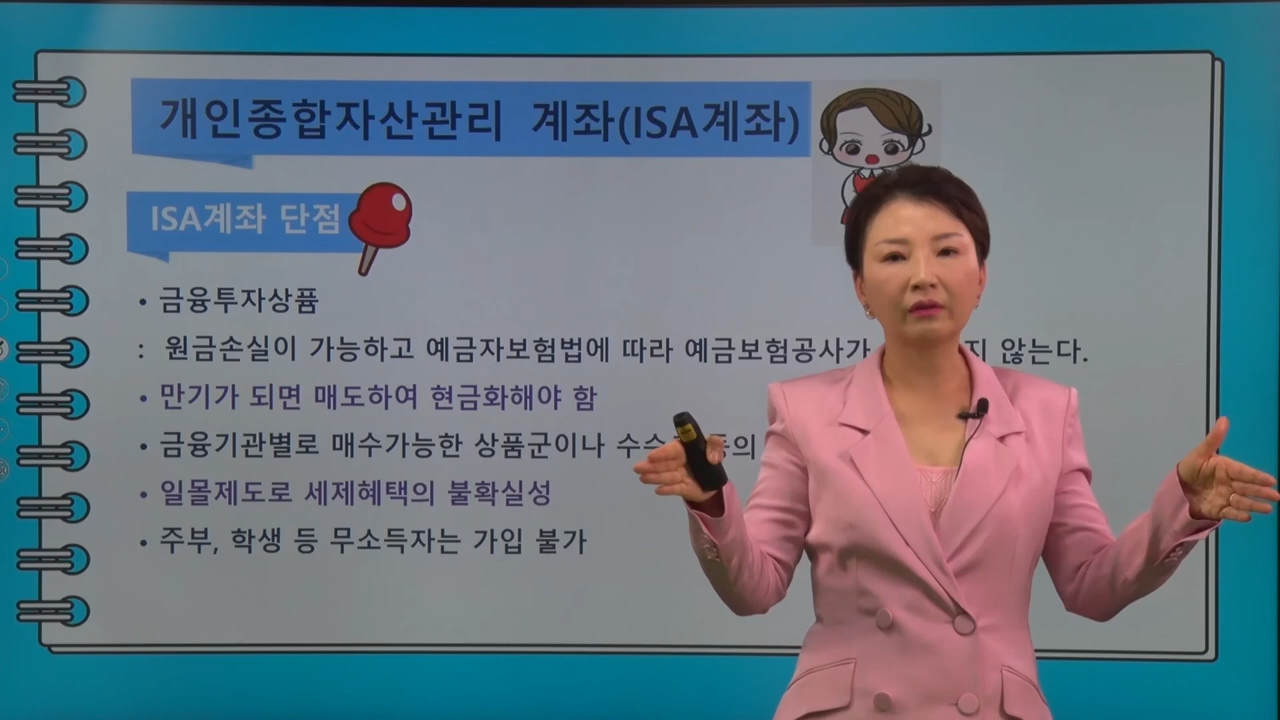 개인종합자산관리 계좌(ISA계좌)
ISA계좌 단점
• 금융투자상품
: 원금손실이 가능하고 예금자보험법에 따라 예금보험공사가 않는다.
• 만기가 되면 매도하여 현금화해야 함
• 금융기관별로 매수가능한 상품군이나
• 일몰제도로 세제혜택의 불확실성
• 주부, 학생 등 무소득자는 가입 불가